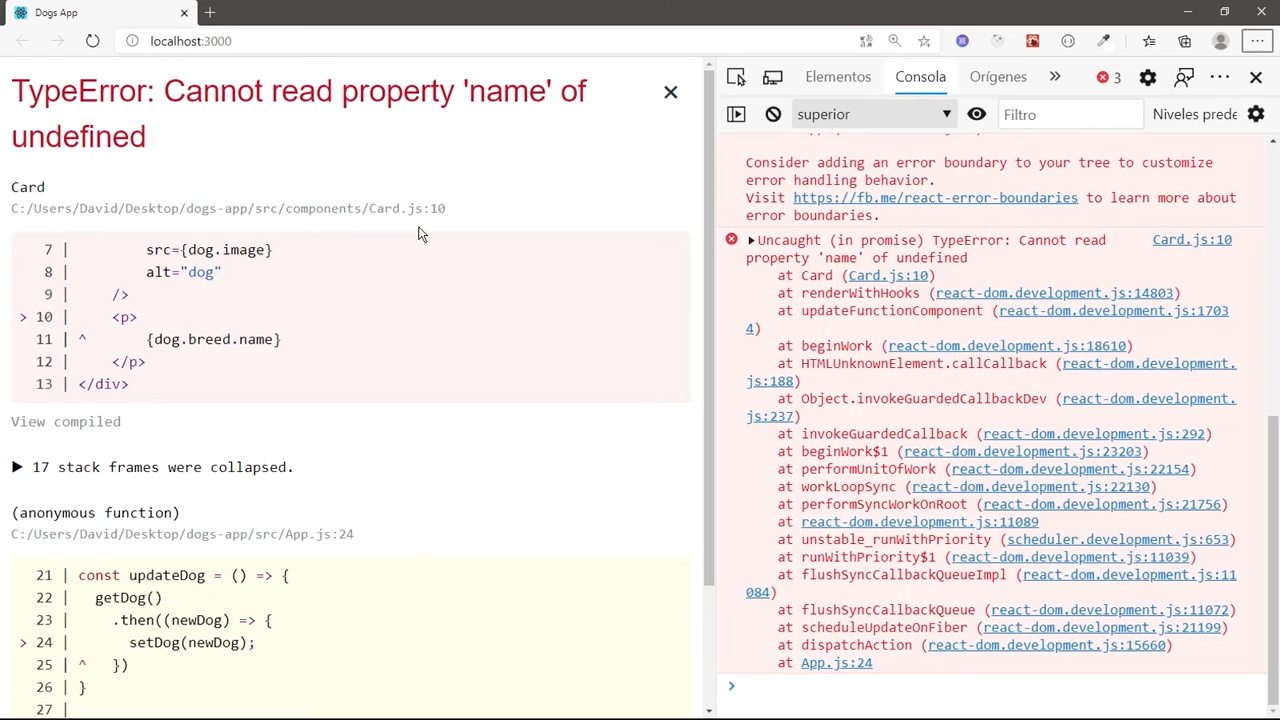 Dogs App
localhost:3000
TypeError: Cannot read property 'name' of
undefined
Card
C:/Users/David/Desktop/dogs-app/src/components/Card.js:10
7 | src={dog.image}
8 | alt="dog"
9 | />
> 10 | <p>
11 | ^ {dog.breed.name}
12 | </p>
13 | </div>
View compiled
▶ 17 stack frames were collapsed.
(anonymous function)
C:/Users/David/Desktop/dogs-app/src/App.js:24
21 | const updateDog = () => {
22 | getDog()
23 | .then((newDog) => {
> 24 | setDog(newDog);
25 | ^ })
26 | }
27 |
Elementos Consola Orígenes 3
superior Filtro Niveles prede
Consider adding an error boundary to your tree to customize
error handling behavior.
Visit https://fb.me/react-error-boundaries to learn more about
error boundaries.
▶Uncaught (in promise) TypeError: Cannot read Card.js:10
property 'name' of undefined
at Card (Card.js:10)
at renderWithHooks (react-dom.development.js:14803)
at updateFunctionComponent (react-dom.development.js:1703
4)
at beginWork (react-dom.development.js:18610)
at HTMLUnknownElement.callCallback (react-dom.development.
js:188)
at Object.invokeGuardedCallbackDev (react-dom.development.
js:237)
at invokeGuardedCallback (react-dom.development.js:292)
at beginWork$1 (react-dom.development.js:23203)
at performUnitOfWork (react-dom.development.js:22154)
at workLoopSync (react-dom.development.js:22130)
at performSyncWorkOnRoot (react-dom.development.js:21756)
at react-dom.development.js:11089
at unstable_runWithPriority (scheduler.development.js:653)
at runWithPriority$1 (react-dom.development.js:11039)
at flushSyncCallbackQueueImpl (react-dom.development.js:11
084)
at flushSyncCallbackQueue (react-dom.development.js:11072)
at scheduleUpdateOnFiber (react-dom.development.js:21199)
at dispatchAction (react-dom.development.js:15660)
at App.js:24
>